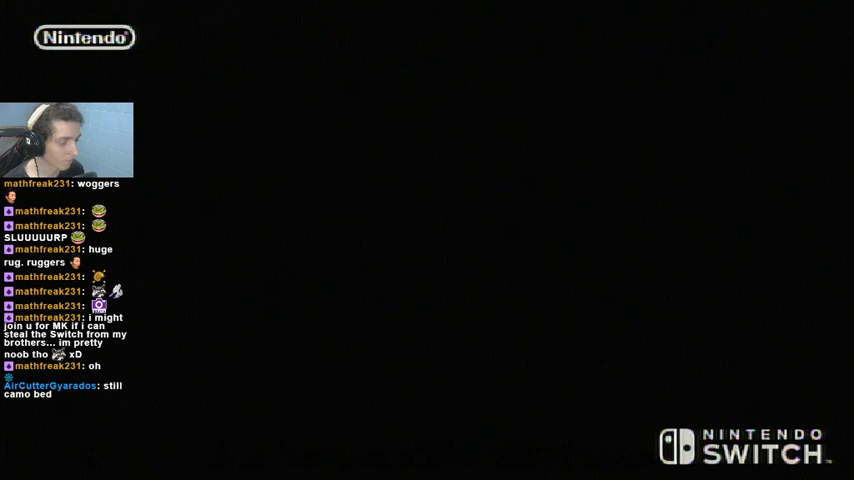 Nintendo
mathfreak231: woggers
mathfreak231:
mathfreak231:
SLUUUUURP
mathfreak231: huge
rug. ruggers
mathfreak231:
mathfreak231:
mathfreak231:
mathfreak231: i might
join u for MK if i can
steal the Switch from my
brothers... im pretty
noob tho xD
mathfreak231: oh
AirCutterGyarados: still
camo bed
NINTENDO
SWITCH™